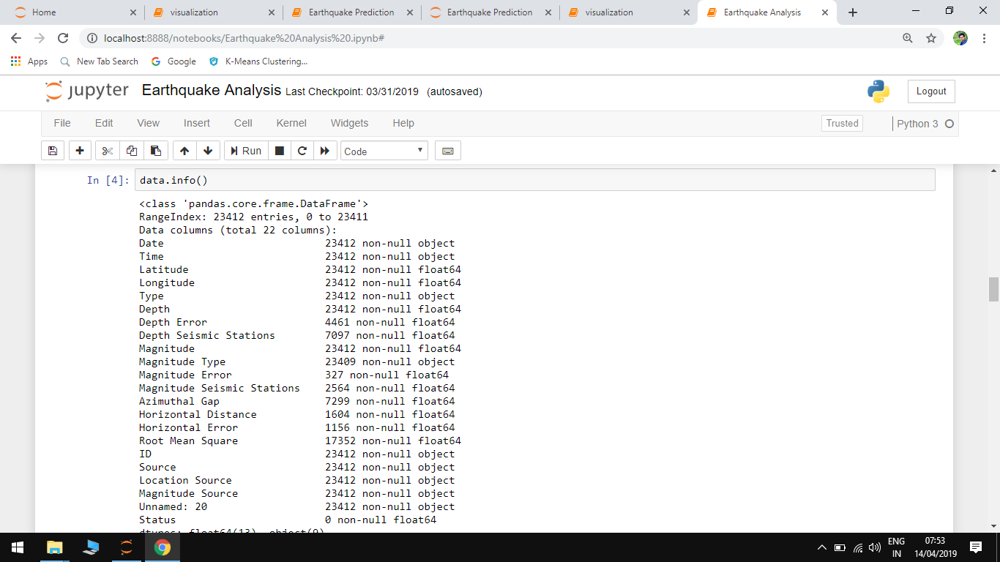 Home
visualization
Earthquake Prediction
Earthquake Prediction
visualization
Earthquake Analysis
localhost:8888/notebooks/Earthquake%20Analysis%20.ipynb#
Apps New Tab Search Google K-Means Clustering...
jupyter Earthquake Analysis Last Checkpoint: 03/31/2019 (autosaved)
Logout
File Edit View Insert Cell Kernel Widgets Help
Trusted Python 3
Run Code
In [4]: data.info()
<class 'pandas.core.frame.DataFrame'>
RangeIndex: 23412 entries, 0 to 23411
Data columns (total 22 columns):
Date 23412 non-null object
Time 23412 non-null object
Latitude 23412 non-null float64
Longitude 23412 non-null float64
Type 23412 non-null object
Depth 23412 non-null float64
Depth Error 4461 non-null float64
Depth Seismic Stations 7097 non-null float64
Magnitude 23412 non-null float64
Magnitude Type 23409 non-null object
Magnitude Error 327 non-null float64
Magnitude Seismic Stations 2564 non-null float64
Azimuthal Gap 7299 non-null float64
Horizontal Distance 1604 non-null float64
Horizontal Error 1156 non-null float64
Root Mean Square 17352 non-null float64
ID 23412 non-null object
Source 23412 non-null object
Location Source 23412 non-null object
Magnitude Source 23412 non-null object
Unnamed: 20 23412 non-null object
Status 0 non-null float64
dtypes: float64(13), object(9)
ENG
IN
07:53
14/04/2019